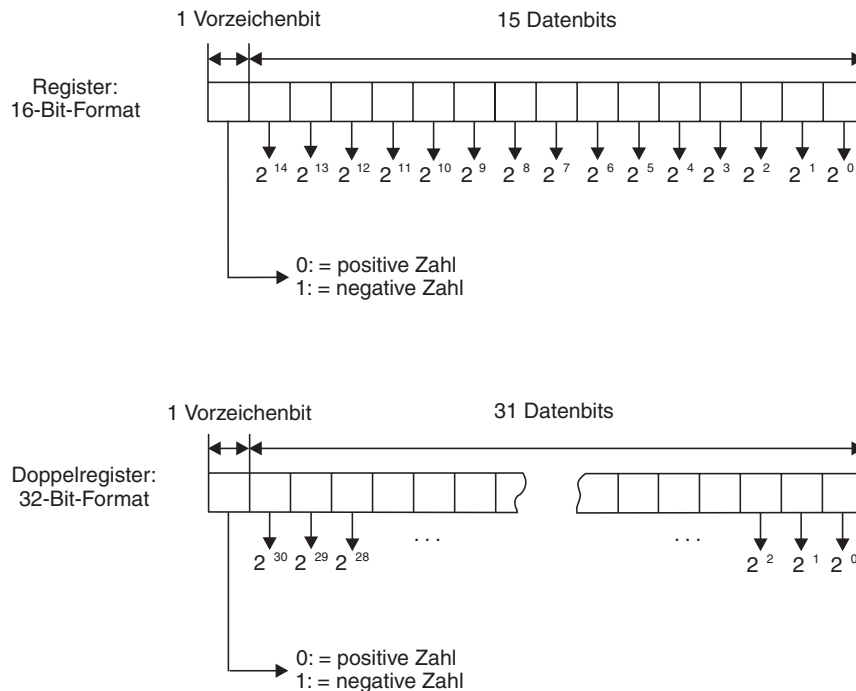 1 Vorzeichenbit 15 Datenbits
Register:
16-Bit-Format
2 14 2 13 2 12 2 11 2 10 2 9 2 8 2 7 2 6 2 5 2 4 2 3 2 2 2 1 2 0
0: = positive Zahl
1: = negative Zahl
1 Vorzeichenbit 31 Datenbits
Doppelregister:
32-Bit-Format
. . . . . .
2 30 2 29 2 28 2 2 2 1 2 0
0: = positive Zahl
1: = negative Zahl